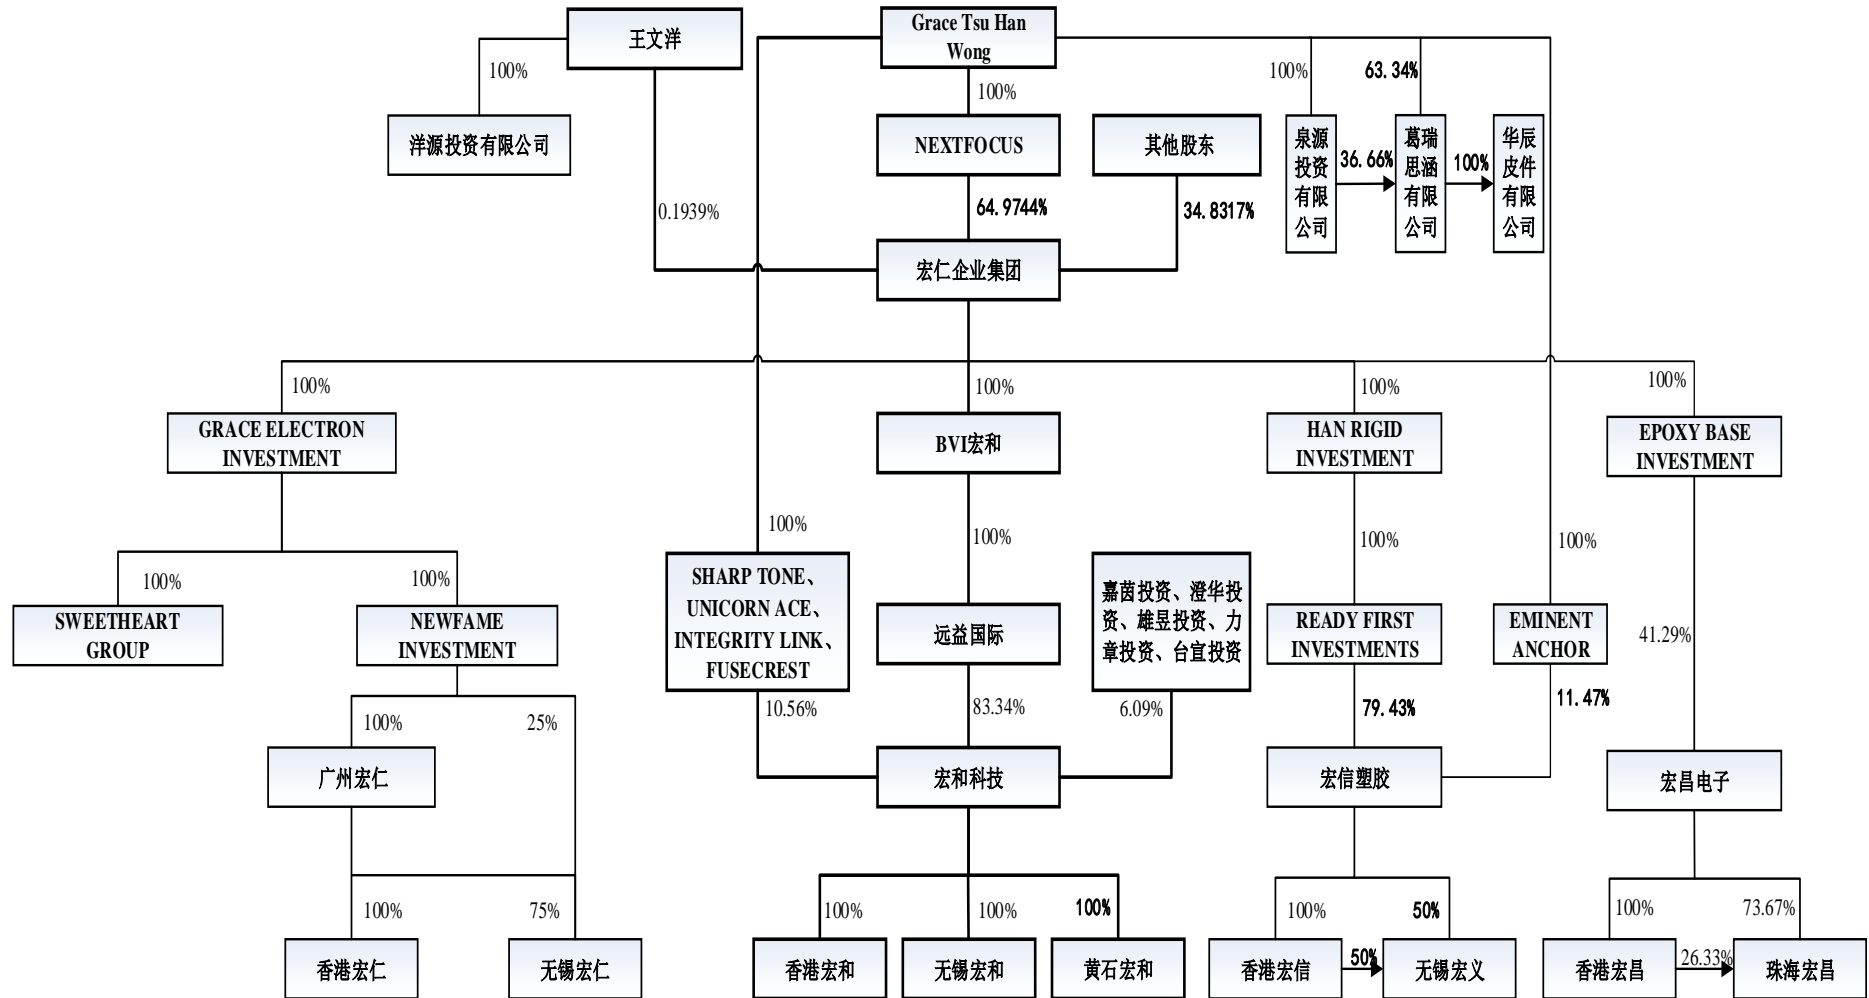 王文洋
Grace Tsu Han
Wong
100%
100%
100%
63.34%
洋源投资有限公司
NEXTFOCUS
其他股东
泉源
投资
有限
公司
36.66%
葛瑞
思涵
有限
公司
100%
华辰
皮件
有限
公司
0.1939%
64.9744%
34.8317%
宏仁企业集团
100%
100%
100%
100%
GRACE ELECTRON
INVESTMENT
BVI宏和
HAN RIGID
INVESTMENT
EPOXY BASE
INVESTMENT
100%
100%
100%
100%
100%
100%
SWEETHEART
GROUP
NEWFAME
INVESTMENT
SHARP TONE、
UNICORN ACE、
INTEGRITY LINK、
FUSECREST
远益国际
嘉茵投资、澄华投
资、雄昱投资、力
章投资、台宣投资
READY FIRST
INVESTMENTS
EMINENT
ANCHOR
41.29%
100%
25%
10.56%
83.34%
6.09%
79.43%
11.47%
广州宏仁
宏和科技
宏信塑胶
宏昌电子
100%
75%
100%
100%
100%
100%
50%
100%
73.67%
香港宏仁
无锡宏仁
香港宏和
无锡宏和
黄石宏和
香港宏信
50%
无锡宏义
香港宏昌
26.33%
珠海宏昌